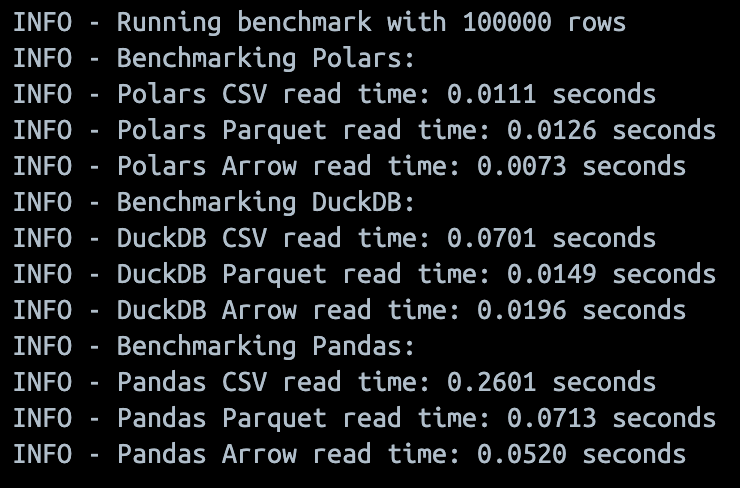 INFO - Running benchmark with 100000 rows
INFO - Benchmarking Polars:
INFO - Polars CSV read time: 0.0111 seconds
INFO - Polars Parquet read time: 0.0126 seconds
INFO - Polars Arrow read time: 0.0073 seconds
INFO - Benchmarking DuckDB:
INFO - DuckDB CSV read time: 0.0701 seconds
INFO - DuckDB Parquet read time: 0.0149 seconds
INFO - DuckDB Arrow read time: 0.0196 seconds
INFO - Benchmarking Pandas:
INFO - Pandas CSV read time: 0.2601 seconds
INFO - Pandas Parquet read time: 0.0713 seconds
INFO - Pandas Arrow read time: 0.0520 seconds